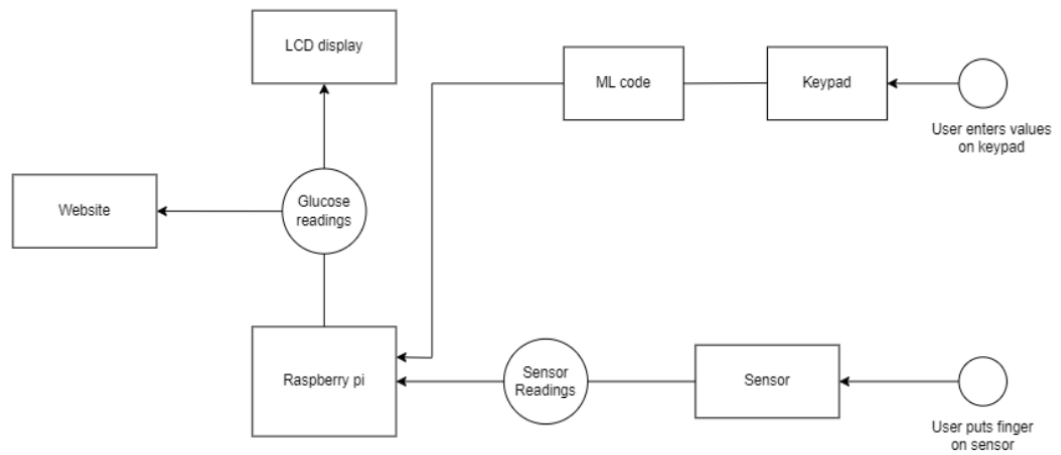 LCD display
ML code
Keypad
User enters values
on keypad
Website
Glucose
readings
Raspberry pi
Sensor
Readings
Sensor
User puts finger
on sensor